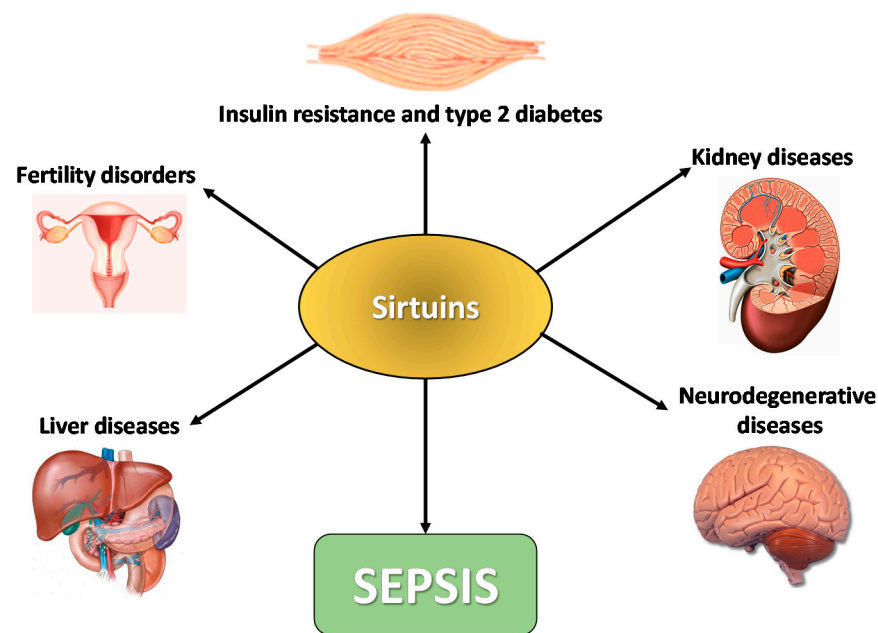 Insulin resistance and type 2 diabetes
Kidney diseases
Fertility disorders
Sirtuins
Neurodegenerative
diseases
Liver diseases
SEPSIS